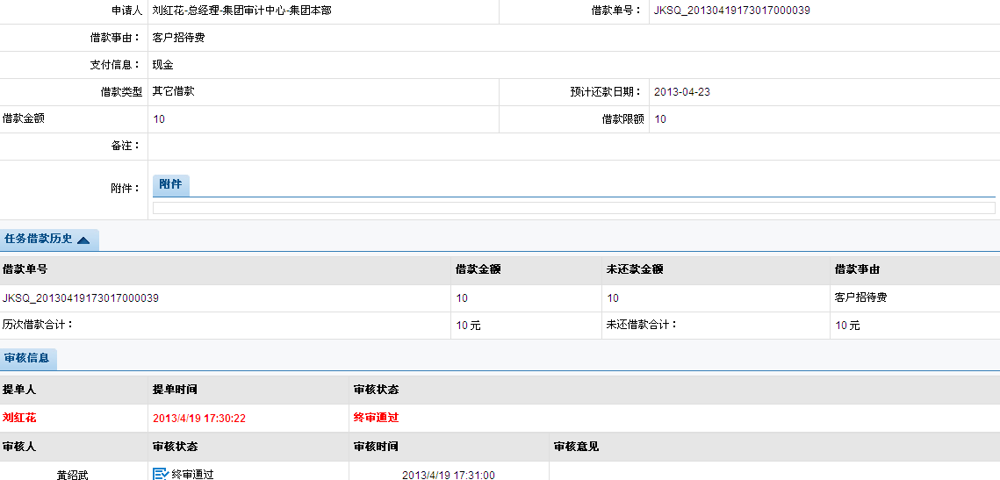 申请人 刘红花-总经理-集团审计中心-集团本部 借款单号： JKSQ_20130419173017000039
借款事由： 客户招待费
支付信息： 现金
借款类型 其它借款 预计还款日期： 2013-04-23
借款金额 10 借款限额 10
备注：
附件： 附件
任务借款历史
借款单号 借款金额 未还款金额 借款事由
JKSQ_20130419173017000039 10 10 客户招待费
历次借款合计： 10 元 未还借款合计： 10 元
审核信息
提单人 提单时间 审核状态
刘红花 2013/4/19 17:30:22 终审通过
审核人 审核状态 审核时间 审核意见
黄绍武 终审通过 2013/4/19 17:31:00